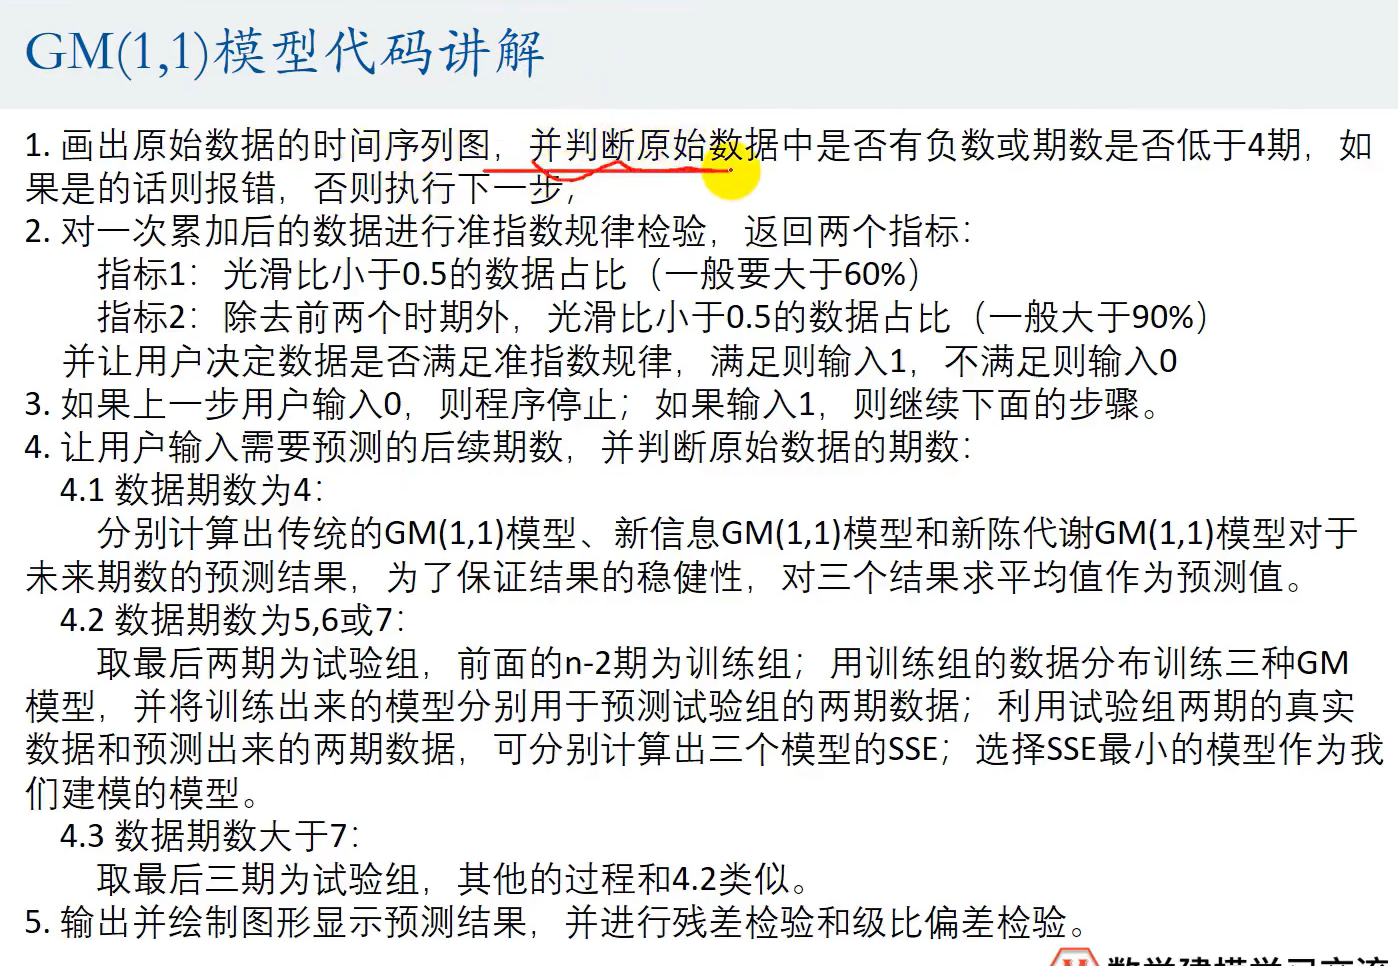 GM(1,1)模型代码讲解
1. 画出原始数据的时间序列图，并判断原始数据中是否有负数或期数是否低于4期，如
果是的话则报错，否则执行下一步；
2. 对一次累加后的数据进行准指数规律检验，返回两个指标：
指标1：光滑比小于0.5的数据占比（一般要大于60%）
指标2：除去前两个时期外，光滑比小于0.5的数据占比（一般大于90%）
并让用户决定数据是否满足准指数规律，满足则输入1，不满足则输入0
3. 如果上一步用户输入0，则程序停止；如果输入1，则继续下面的步骤。
4. 让用户输入需要预测的后续期数，并判断原始数据的期数：
4.1 数据期数为4：
分别计算出传统的GM(1,1)模型、新信息GM(1,1)模型和新陈代谢GM(1,1)模型对于
未来期数的预测结果，为了保证结果的稳健性，对三个结果求平均值作为预测值。
4.2 数据期数为5,6或7：
取最后两期为试验组，前面的n-2期为训练组；用训练组的数据分布训练三种GM
模型，并将训练出来的模型分别用于预测试验组的两期数据；利用试验组两期的真实
数据和预测出来的两期数据，可分别计算出三个模型的SSE；选择SSE最小的模型作为我
们建模的模型。
4.3 数据期数大于7：
取最后三期为试验组，其他的过程和4.2类似。
5. 输出并绘制图形显示预测结果，并进行残差检验和级比偏差检验。
数学建模学习交流